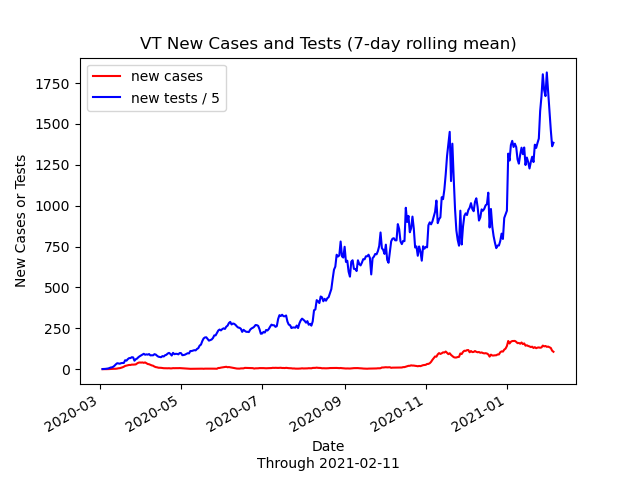 VT New Cases and Tests (7-day rolling mean)
new cases
new tests / 5
1750
1500
1250
1000
750
500
250
0
New Cases or Tests
2020-03
2020-05
2020-07
2020-09
2020-11
2021-01
Date
Through 2021-02-11